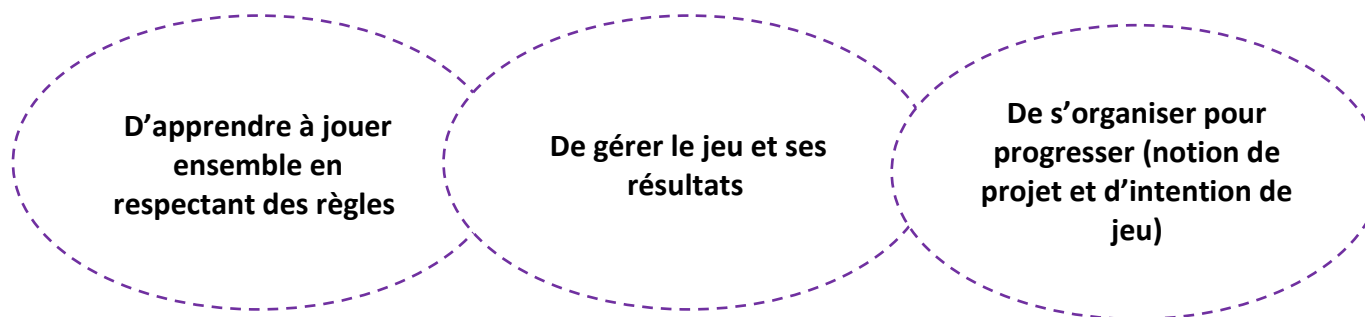 D’apprendre à jouer
ensemble en
respectant des règles
De gérer le jeu et ses
résultats
De s’organiser pour
progresser (notion de
projet et d’intention de
jeu)